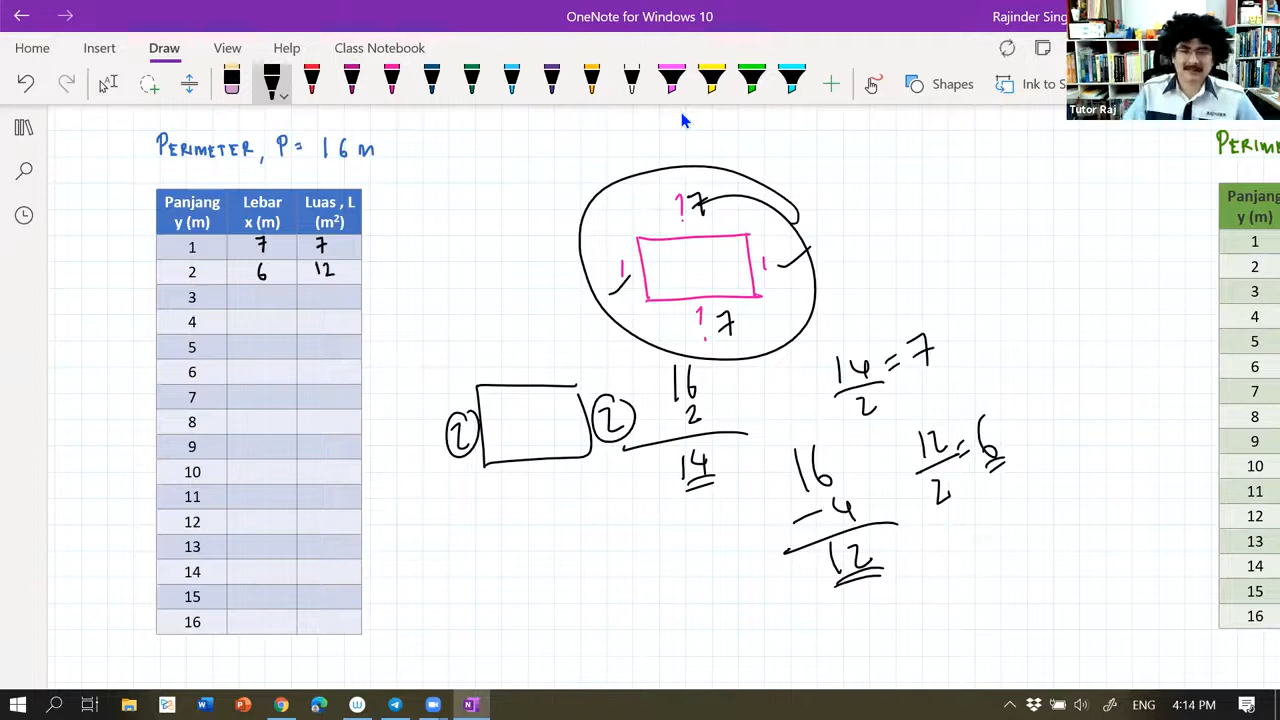 OneNote for Windows 10
Rajinder Sing
Home Insert Draw View Help Class Notebook
Shapes
Ink to S
Tutor Raj
PERIMETER, P = 16 m
PERIME
Panjang y (m) Lebar x (m) Luas , L (m²)
1 7 7
2 6 12
3
4
5
6
7
8
9
10
11
12
13
14
15
16
? 7
1 1
? 7
2 2
16
2
14
14/2 = 7
16
- 4
12
12/2 = 6
Panjang
y (m)
1
2
3
4
5
6
7
8
9
10
11
12
13
14
15
16
ENG 4:14 PM